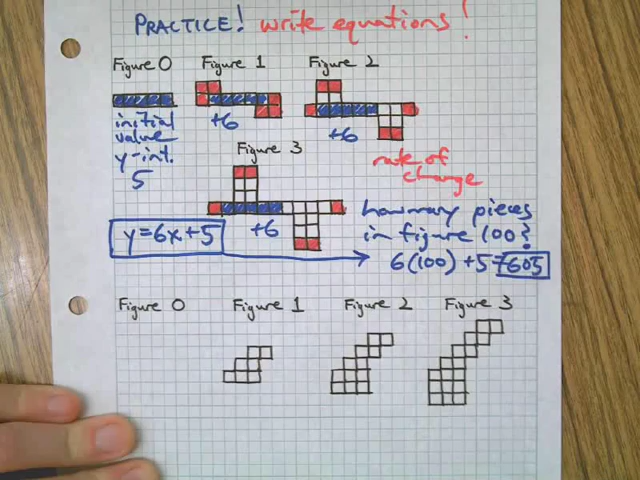 PRACTICE! write equations!
Figure 0 Figure 1 Figure 2
initial
value
y-int.
5
+6
+6
Figure 3
rate of
change
y=6x+5
+6
how many pieces
in figure 100?
6(100)+5=605
Figure 0 Figure 1 Figure 2 Figure 3